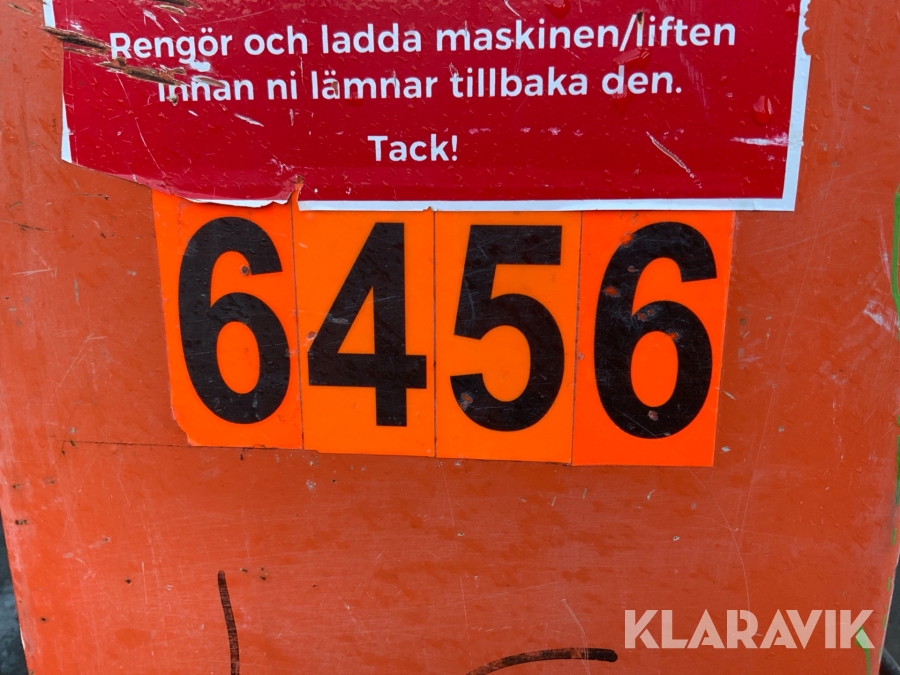 Rengör och ladda maskinen/liften
innan ni lämnar tillbaka den.
Tack!
6456
KLARAVIK